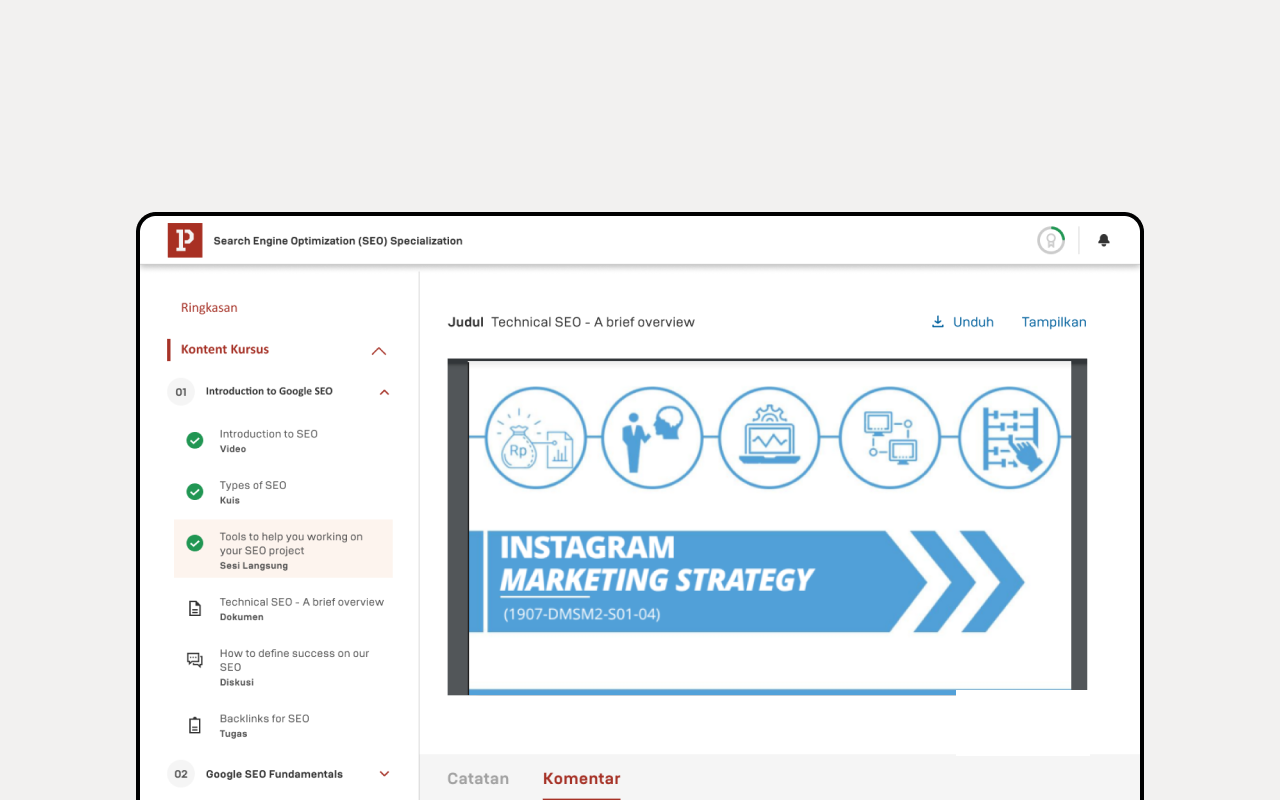 P
Search Engine Optimization (SEO) Specialization
Ringkasan
Kontent Kursus
01 Introduction to Google SEO
Introduction to SEO
Video
Types of SEO
Kuis
Tools to help you working on
your SEO project
Sesi Langsung
Technical SEO - A brief overview
Dokumen
How to define success on our
SEO
Diskusi
Backlinks for SEO
Tugas
02 Google SEO Fundamentals
Judul Technical SEO - A brief overview
Unduh Tampilkan
Rp
INSTAGRAM
MARKETING STRATEGY
(1907-DMSM2-S01-04)
Catatan Komentar